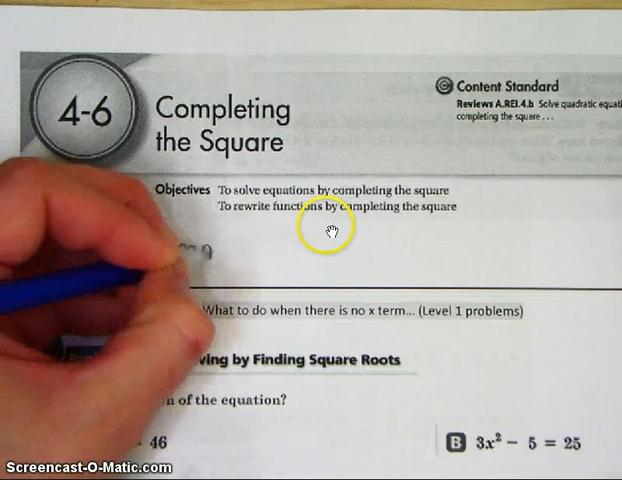 4-6
Completing
the Square
Content Standard
Reviews A.REI.4.b Solve quadratic
completing the square . . .
Objectives To solve equations by completing the square
To rewrite functions by completing the square
What to do when there is no x term... (Level 1 problems)
by Finding Square Roots
of the equation?
46
B 3x² − 5 = 25
Screencast-O-Matic.com